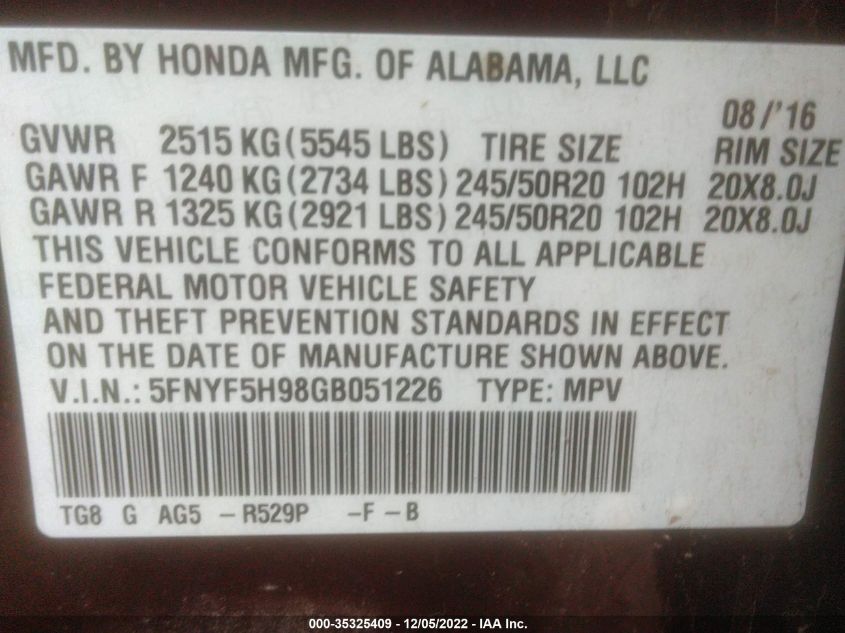 MFD. BY HONDA MFG. OF ALABAMA, LLC
08/'16
GVWR 2515 KG (5545 LBS) TIRE SIZE RIM SIZE
GAWR F 1240 KG (2734 LBS) 245/50R20 102H 20X8.0J
GAWR R 1325 KG (2921 LBS) 245/50R20 102H 20X8.0J
THIS VEHICLE CONFORMS TO ALL APPLICABLE
FEDERAL MOTOR VEHICLE SAFETY
AND THEFT PREVENTION STANDARDS IN EFFECT
ON THE DATE OF MANUFACTURE SHOWN ABOVE.
V.I.N.: 5FNYF5H98GB051226 TYPE: MPV
TG8 G AG5 - R529P -F - B
000-35325409 - 12/05/2022 - IAA Inc.